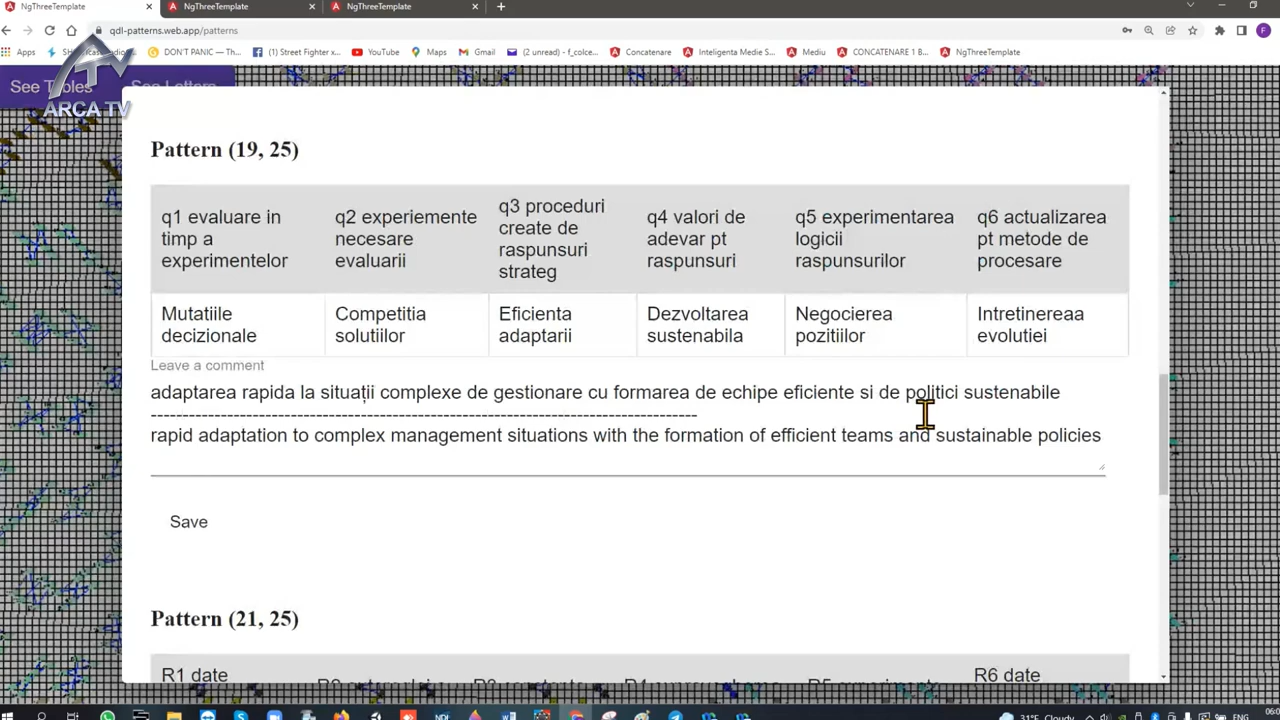 NgThreeTemplate
NgThreeTemplate
NgThreeTemplate
qdl-patterns.web.app/patterns
Apps
DON'T PANIC — Th...
(1) Street Fighter x...
YouTube
Maps
Gmail
(2 unread) - f_colce...
Concatenare
Inteligenta Medie S...
Mediu
CONCATENARE 1 B...
NgThreeTemplate
See Tables
See Letters
ARCA TV
Pattern (19, 25)
q1 evaluare in
timp a
experimentelor
q2 experiemente
necesare
evaluarii
q3 proceduri
create de
raspunsuri
strateg
q4 valori de
adevar pt
raspunsuri
q5 experimentarea
logicii
raspunsurilor
q6 actualizarea
pt metode de
procesare
Mutatiile
decizionale
Competitia
solutiilor
Eficienta
adaptarii
Dezvoltarea
sustenabila
Negocierea
pozitiilor
Intretinereaa
evolutiei
Leave a comment
adaptarea rapida la situații complexe de gestionare cu formarea de echipe eficiente si de politici sustenabile
--------------------------------------------------------------------------------
rapid adaptation to complex management situations with the formation of efficient teams and sustainable policies
Save
Pattern (21, 25)
R1 date
R6 date
31°F Cloudy
ENG